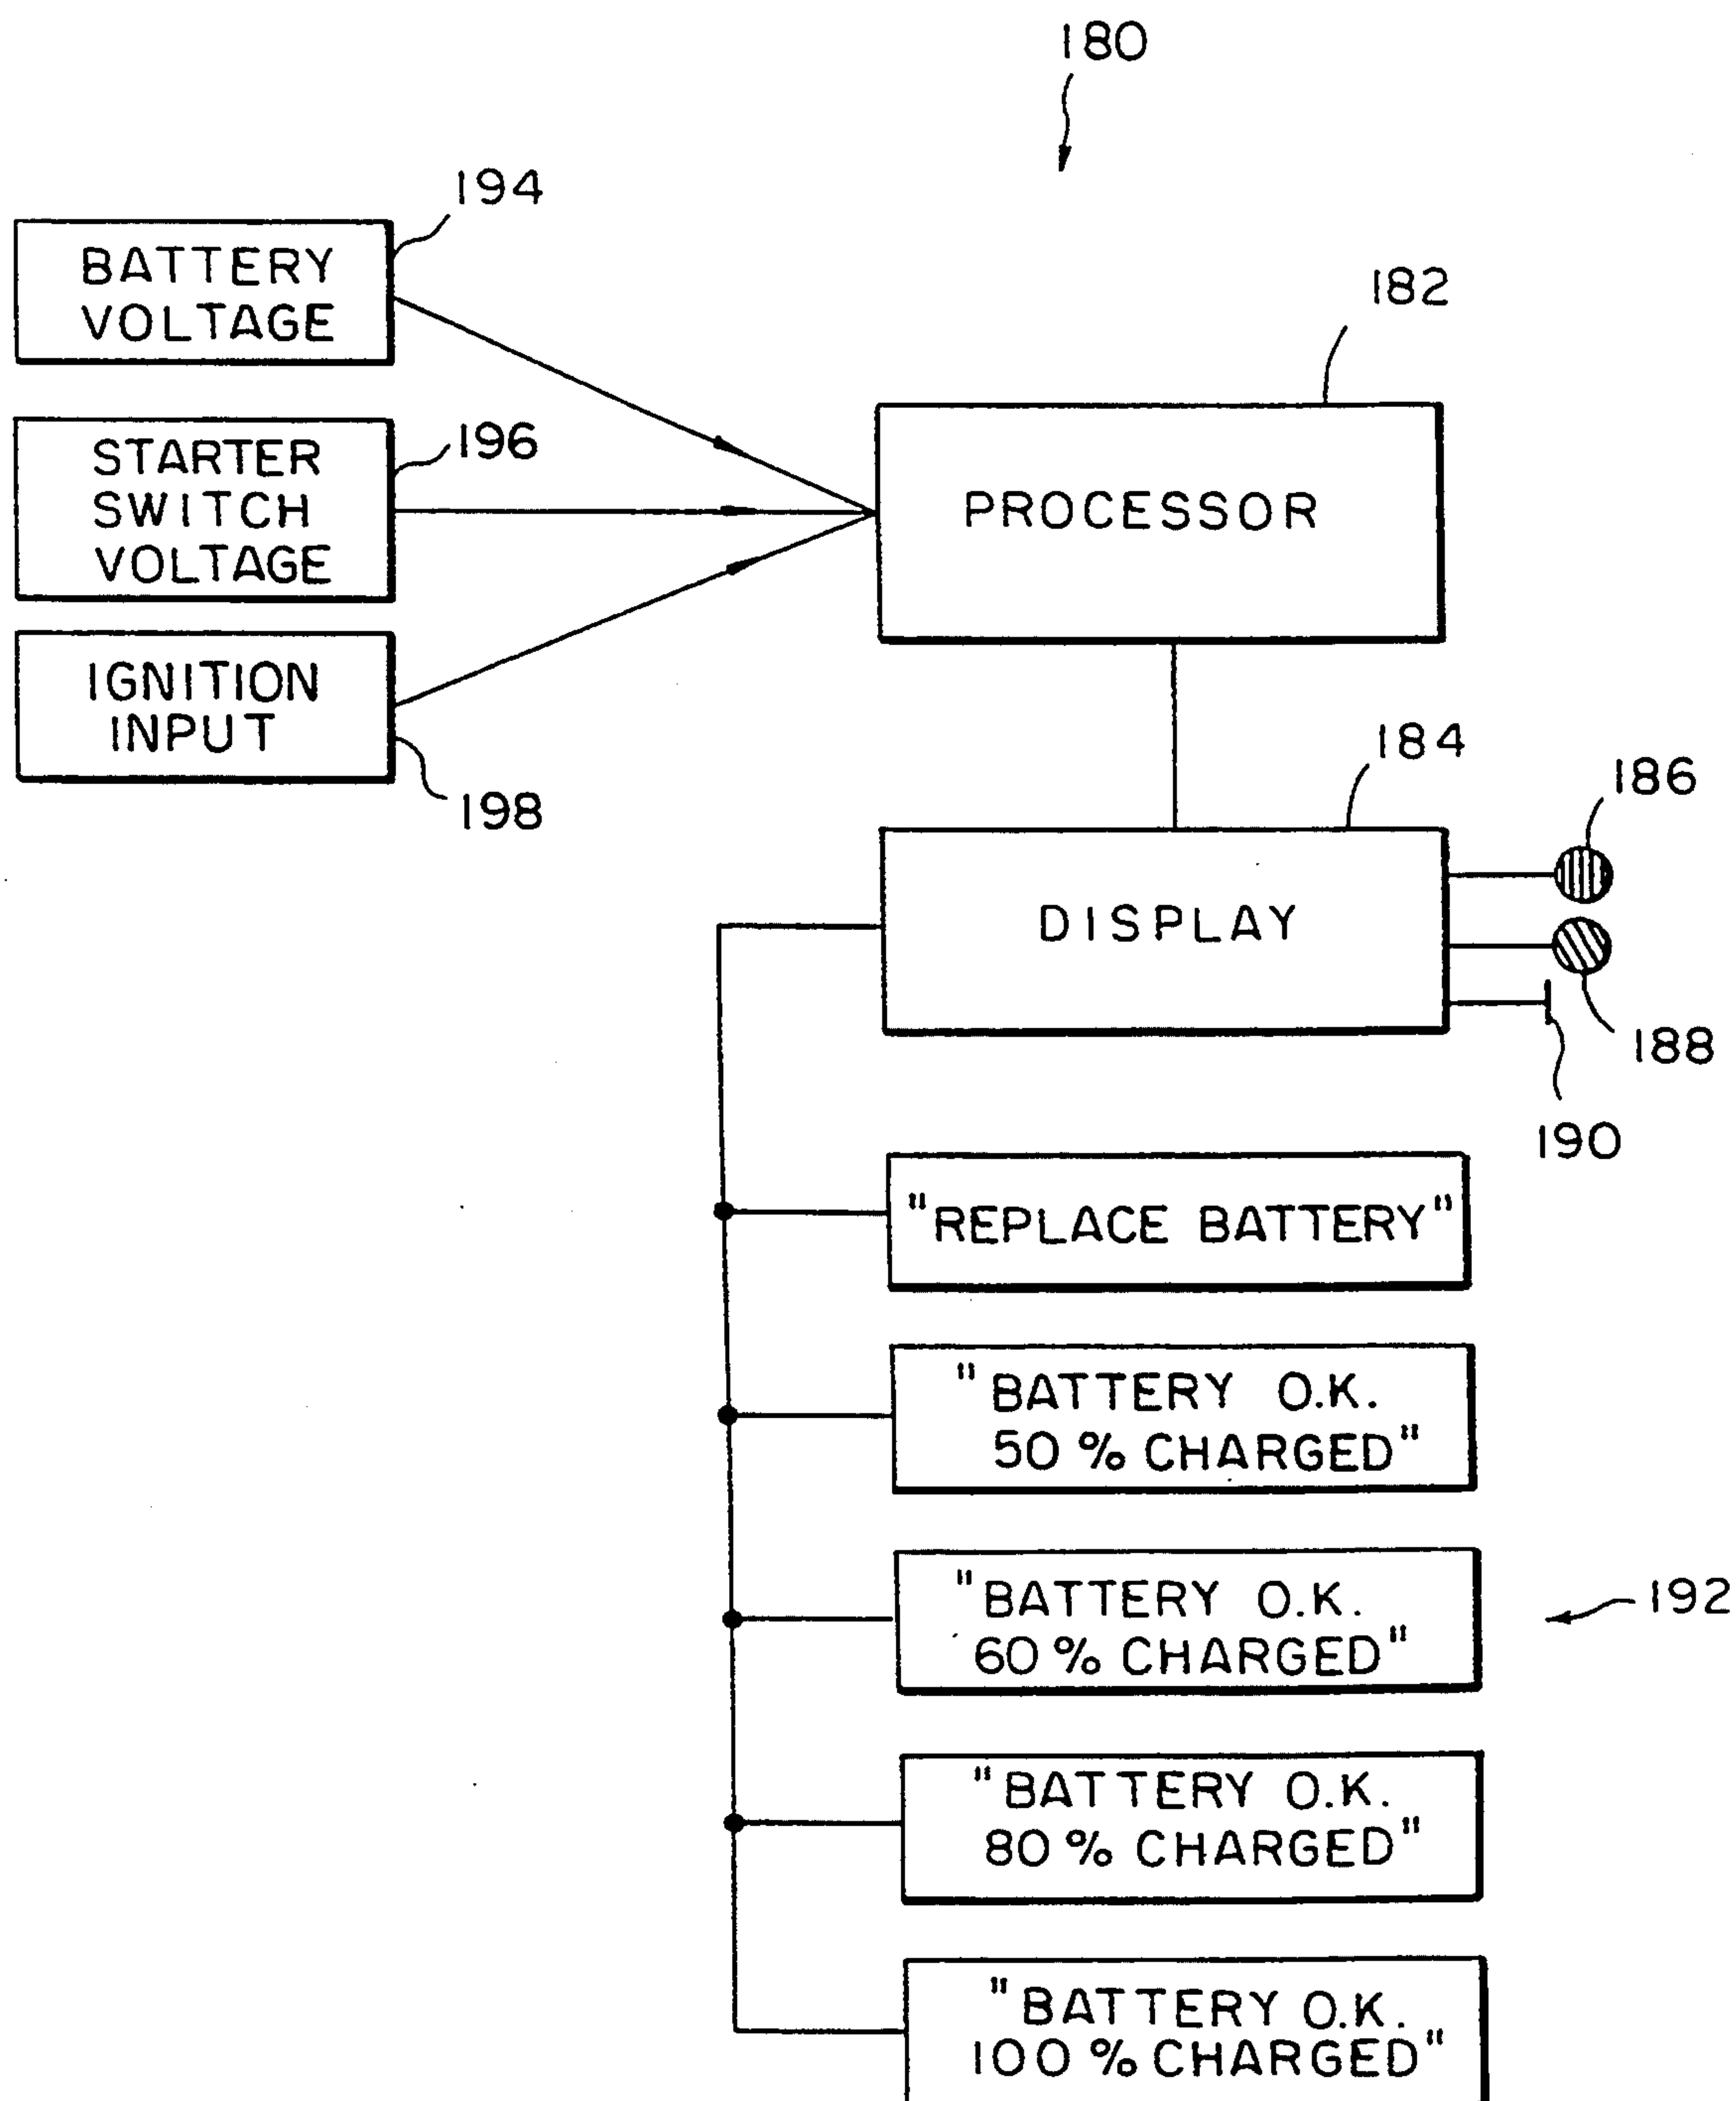 180
194
BATTERY
VOLTAGE
182
196
STARTER
SWITCH
VOLTAGE
PROCESSOR
IGNITION
INPUT
198
184
186
DISPLAY
188
190
"REPLACE BATTERY"
"BATTERY O.K.
50 % CHARGED"
"BATTERY O.K.
60 % CHARGED"
192
"BATTERY O.K.
80 % CHARGED"
"BATTERY O.K.
100 % CHARGED"